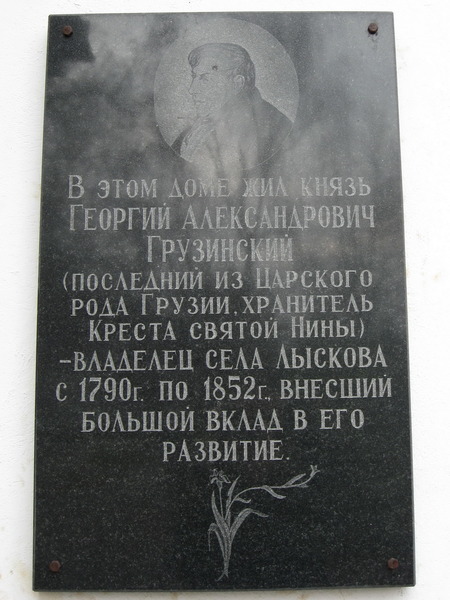 В этом доме жил князь
Георгий Александрович
Грузинский
(последний из Царского
рода Грузии, хранитель
Креста святой Нины)
-владелец села Лыскова
с 1790г. по 1852г., внесший
большой вклад в его
развитие.